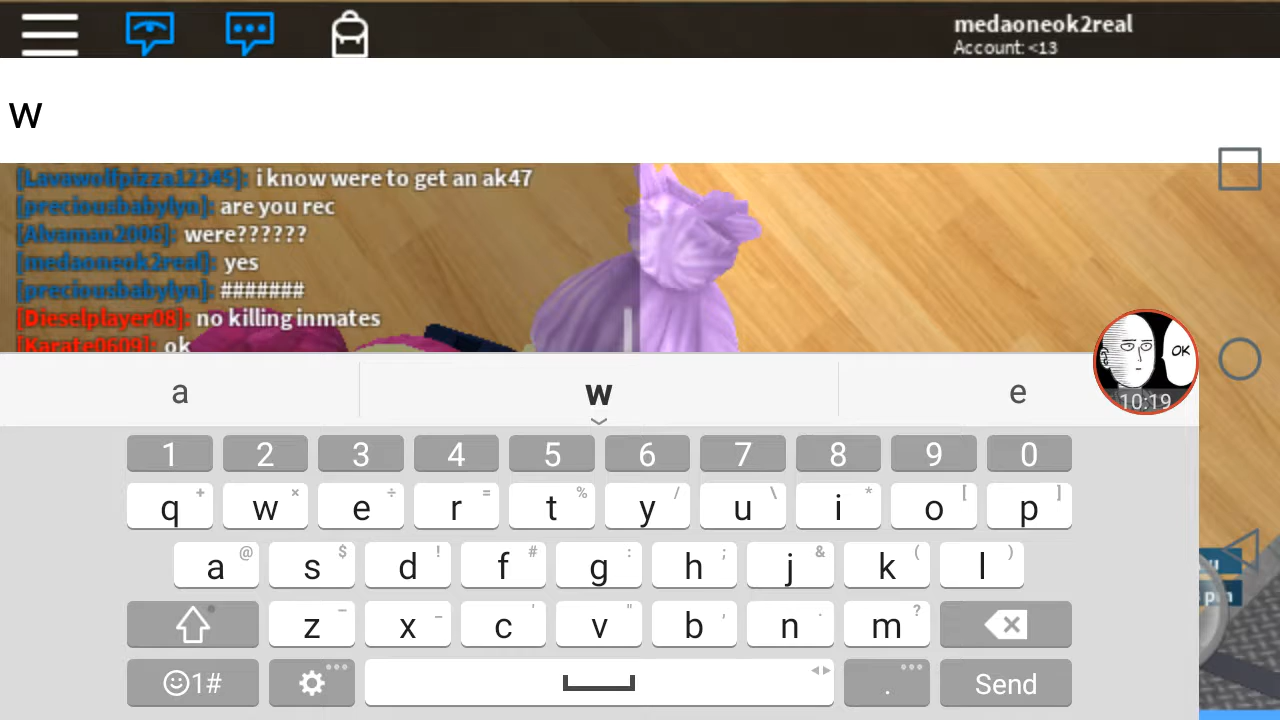 medaoneok2real
Account: <13
w
[Lavawolfpizza12345]: i know were to get an ak47
[preciousbabylyn]: are you rec
[Alvaman2006]: were??????
[medaoneok2real]: yes
[preciousbabylyn]: #######
[Dieselplayer08]: no killing inmates
[Karate0609]: ok
OK
10:19
a w e
1 2 3 4 5 6 7 8 9 0
q + w × e ÷ r = t % y / u \ i * o [ p ]
a @ s $ d ! f # g : h ; j & k ( l )
z – x - c ' v " b , n . m ?
1# . Send